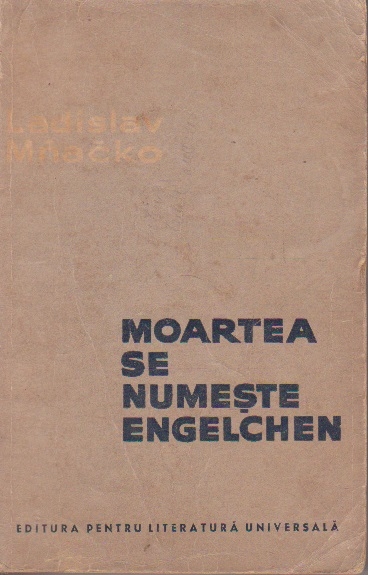 Ladislav
Mňačko
MOARTEA
SE
NUMEȘTE
ENGELCHEN
EDITURA PENTRU LITERATURĂ UNIVERSALĂ